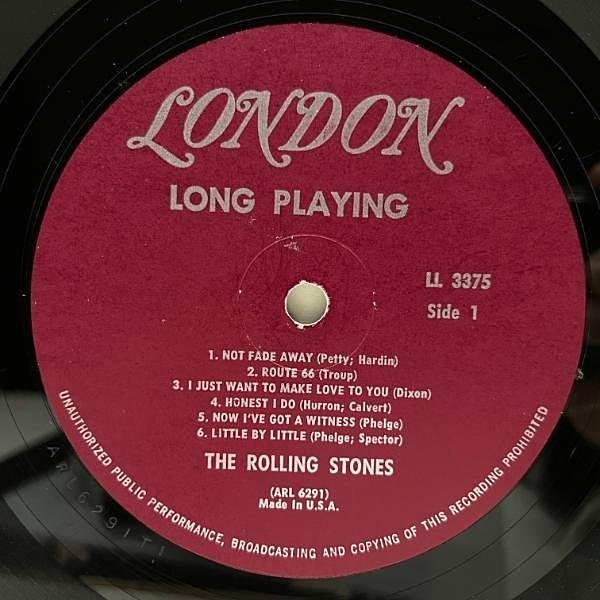 LONDON
LONG PLAYING
LL 3375
Side 1
1. NOT FADE AWAY (Petty; Hardin)
2. ROUTE 66 (Troup)
3. I JUST WANT TO MAKE LOVE TO YOU (Dixon)
4. HONEST I DO (Hurron; Calvert)
5. NOW I'VE GOT A WITNESS (Phelge)
6. LITTLE BY LITTLE (Phelge; Spector)
THE ROLLING STONES
(ARL 6291)
Made In U.S.A.
UNAUTHORIZED PUBLIC PERFORMANCE, BROADCASTING AND COPYING OF THIS RECORDING PROHIBITED
ARL6291T1